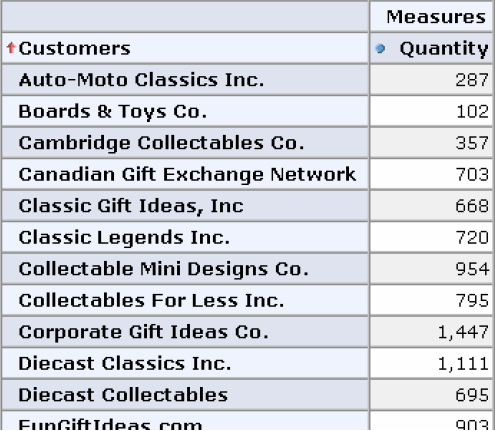 Measures
Customers Quantity
Auto-Moto Classics Inc. 287
Boards & Toys Co. 102
Cambridge Collectables Co. 357
Canadian Gift Exchange Network 703
Classic Gift Ideas, Inc 668
Classic Legends Inc. 720
Collectable Mini Designs Co. 954
Collectables For Less Inc. 795
Corporate Gift Ideas Co. 1,447
Diecast Classics Inc. 1,111
Diecast Collectables 695
FunGiftIdeas.com 903